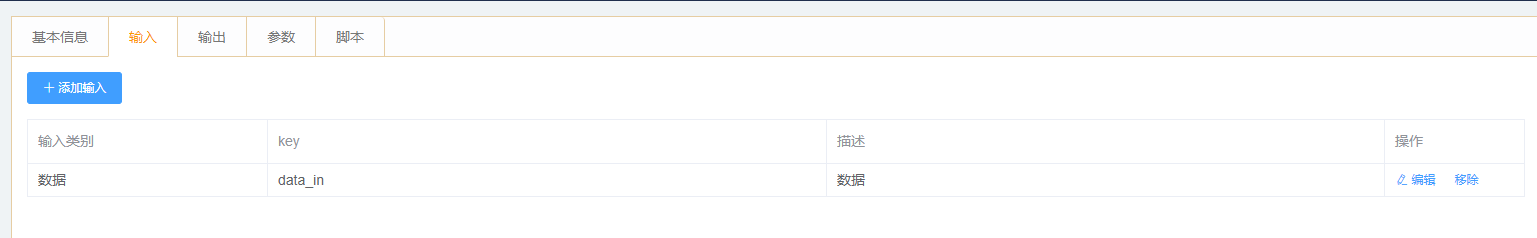 基本信息 输入 输出 参数 脚本
添加输入
输入类别 key 描述 操作
数据 data_in 数据 编辑 移除